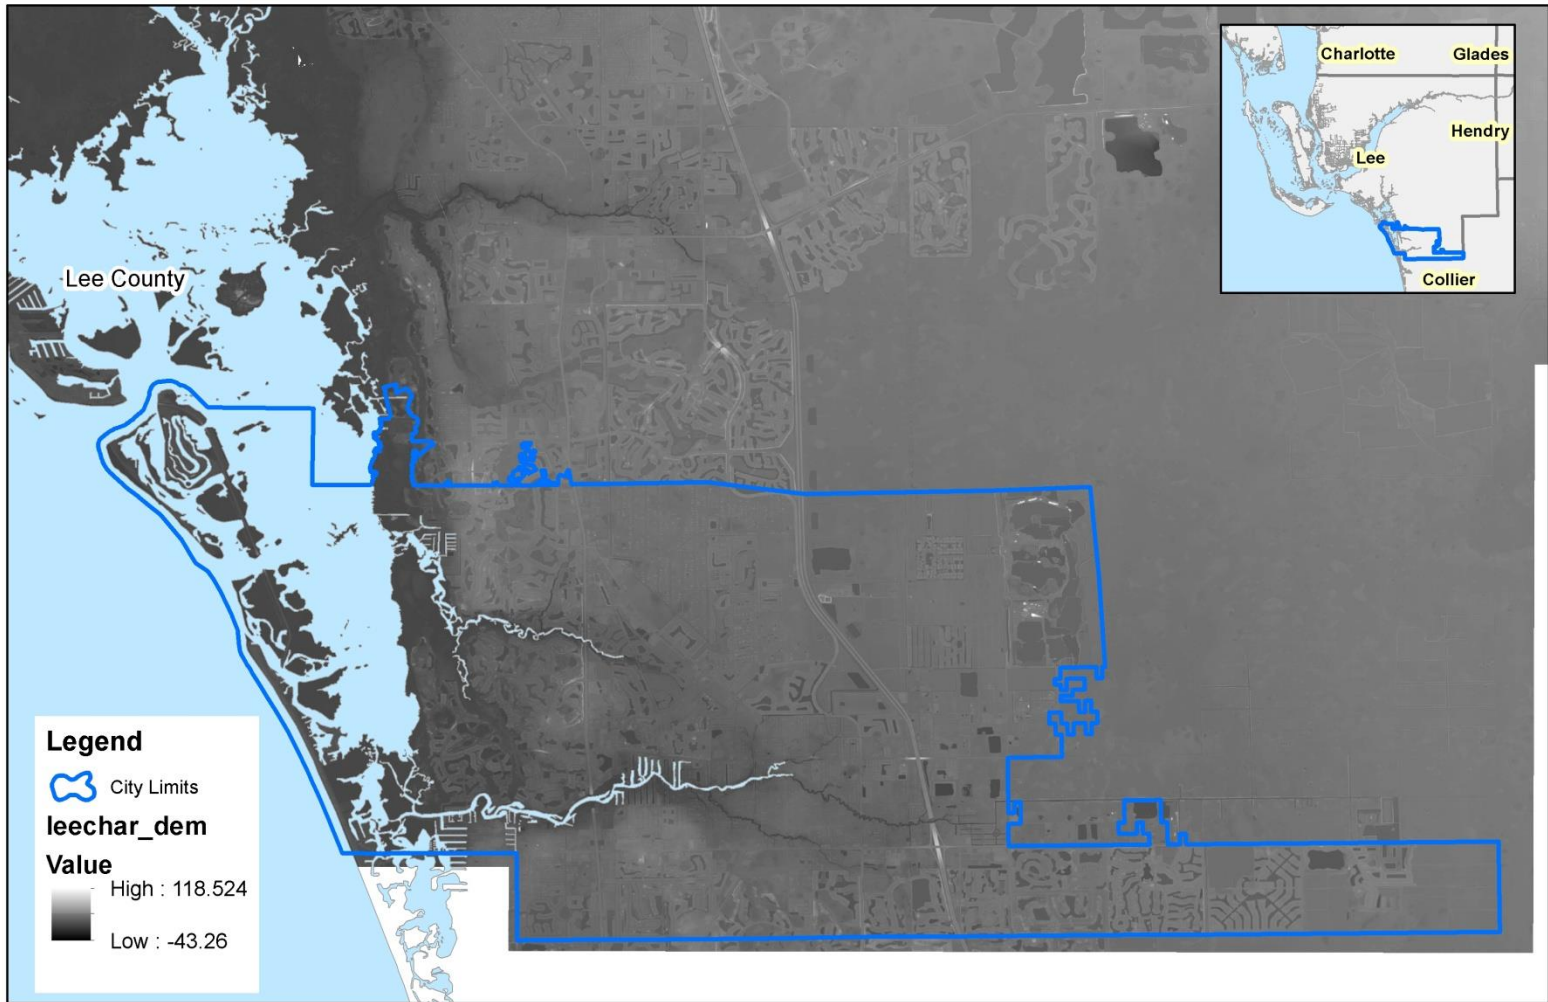 Charlotte
Glades
Hendry
Lee
Collier
Lee County
Legend
City Limits
leechar_dem
Value
High : 118.524
Low : -43.26